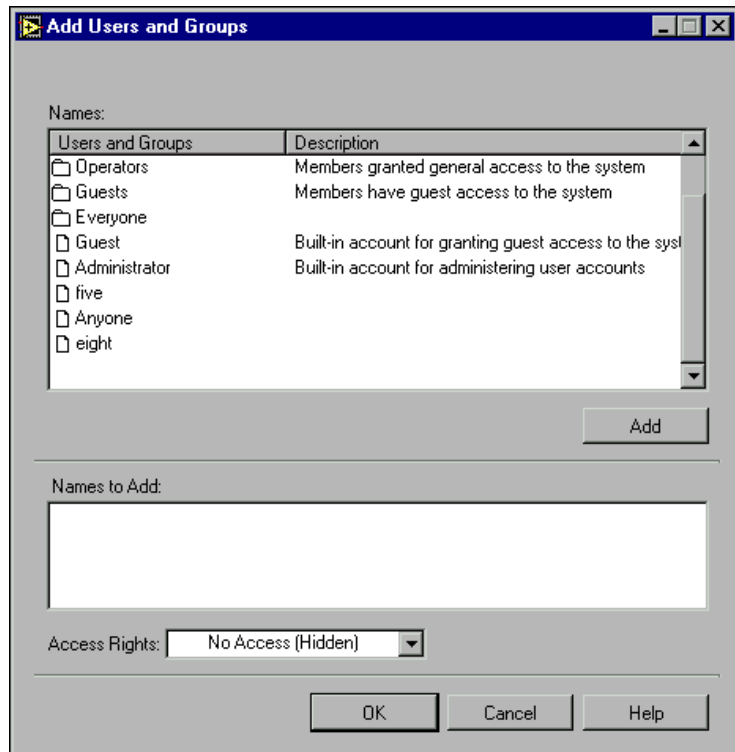 Add Users and Groups
Names:
Users and Groups Description
Operators Members granted general access to the system
Guests Members have guest access to the system
Everyone
Guest Built-in account for granting guest access to the syst
Administrator Built-in account for administering user accounts
five
Anyone
eight
Add
Names to Add:
Access Rights: No Access (Hidden)
OK Cancel Help